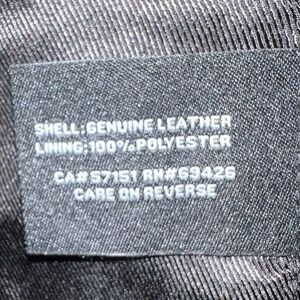 SHELL:GENUINE LEATHER
LINING:100%POLYESTER
CA#57151 RN#69426
CARE ON REVERSE